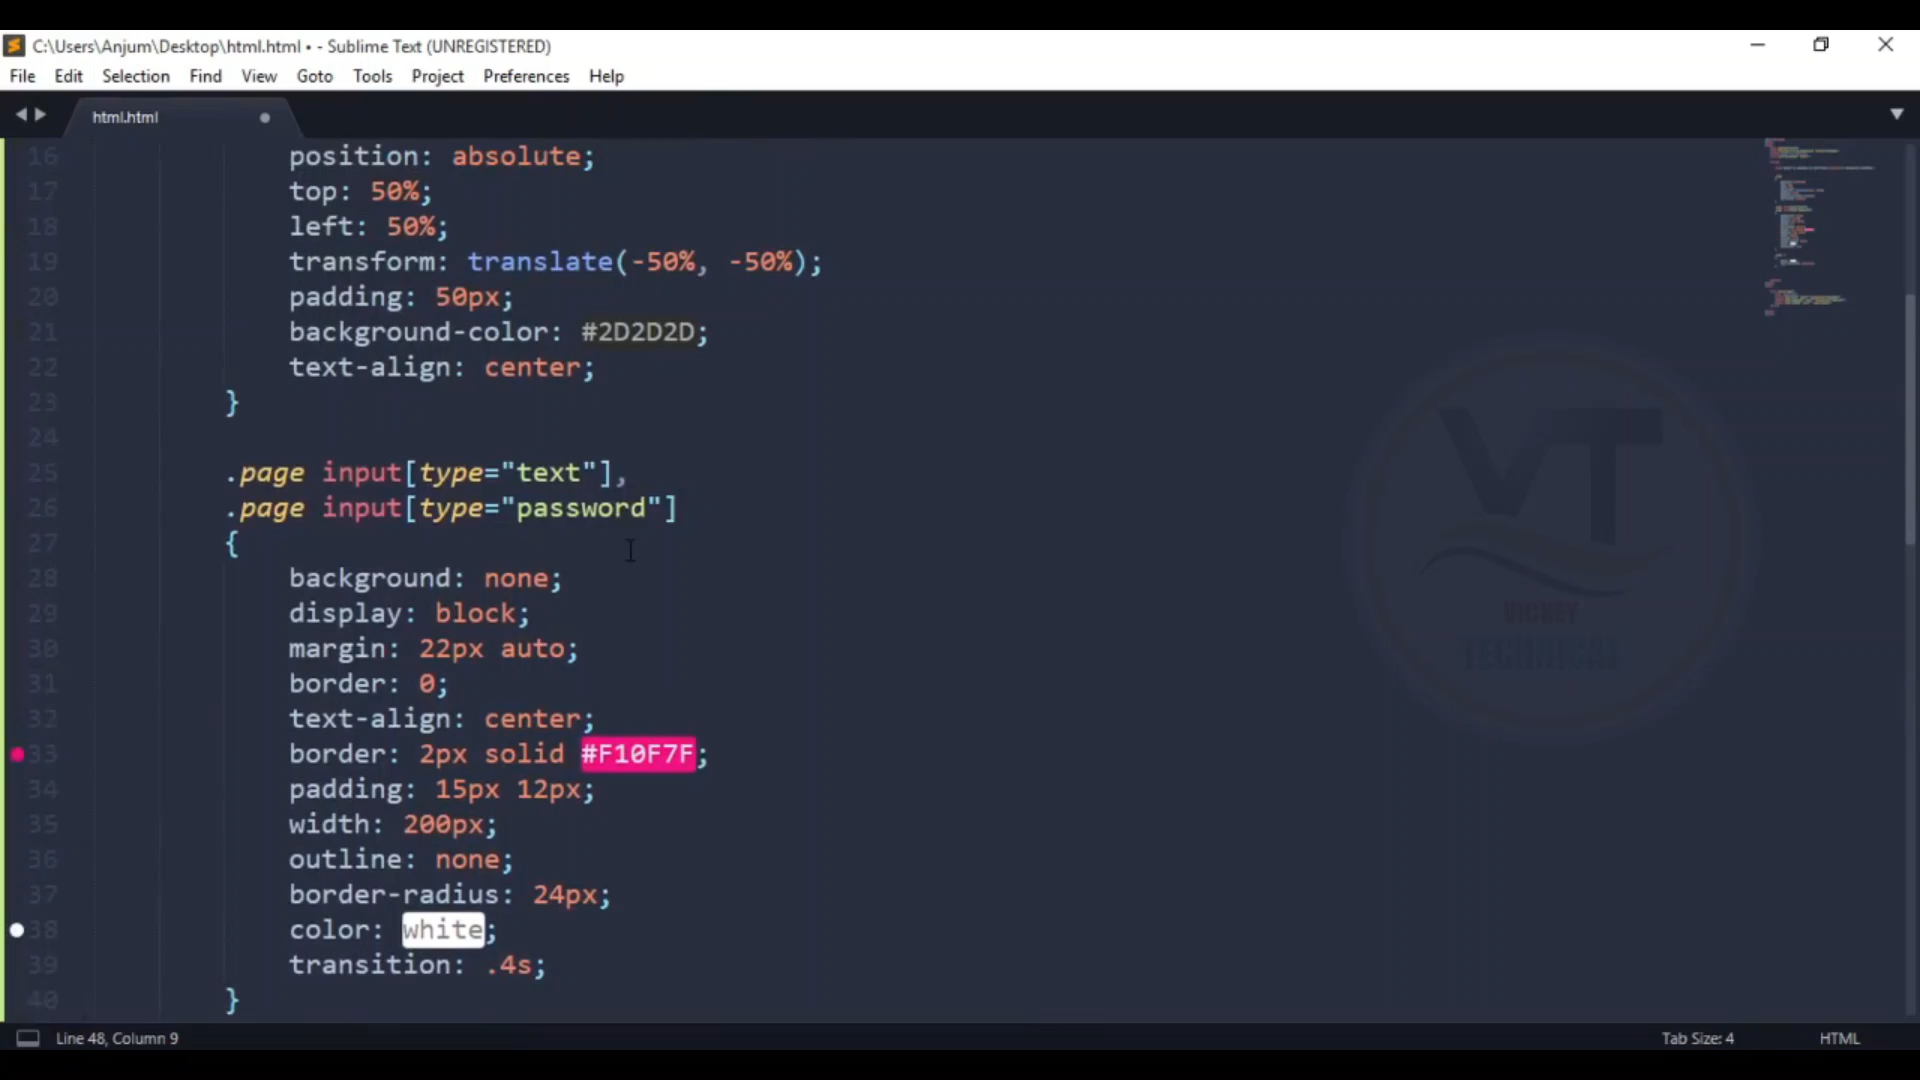 C:\Users\Anjum\Desktop\html.html • - Sublime Text (UNREGISTERED)
File Edit Selection Find View Goto Tools Project Preferences Help
html.html
16 position: absolute;
17 top: 50%;
18 left: 50%;
19 transform: translate(-50%, -50%);
20 padding: 50px;
21 background-color: #2D2D2D;
22 text-align: center;
23 }
24
25 .page input[type="text"],
26 .page input[type="password"]
27 {
28 background: none;
29 display: block;
30 margin: 22px auto;
31 border: 0;
32 text-align: center;
33 border: 2px solid #F10F7F;
34 padding: 15px 12px;
35 width: 200px;
36 outline: none;
37 border-radius: 24px;
38 color: white;
39 transition: .4s;
40 }
VT
VICKEY
TECHNICAL
Line 48, Column 9
Tab Size: 4
HTML